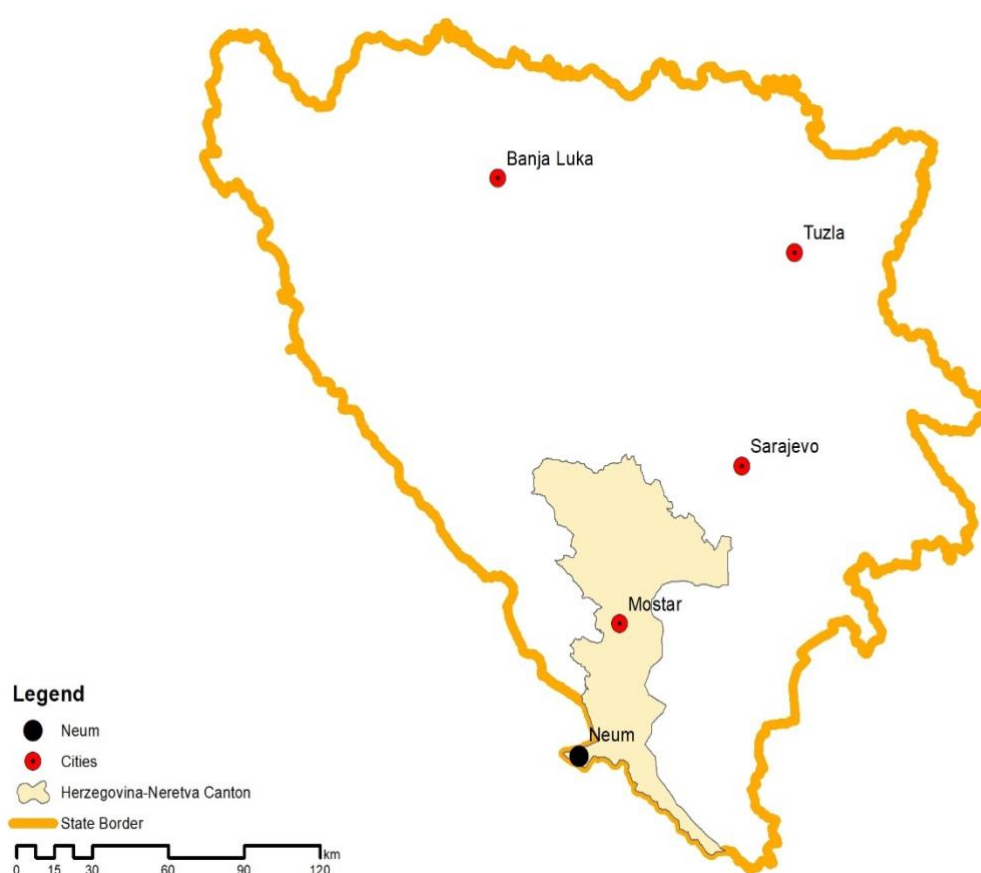 Banja Luka
Tuzla
Sarajevo
Mostar
Neum
Legend
Neum
Cities
Herzegovina-Neretva Canton
State Border
km
0 15 30 60 90 120